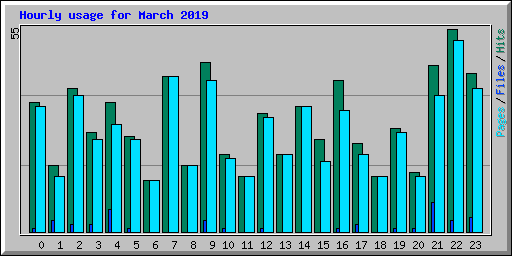 Hourly usage for March 2019
55
Pages/Files/Hits
0 1 2 3 4 5 6 7 8 9 10 11 12 13 14 15 16 17 18 19 20 21 22 23